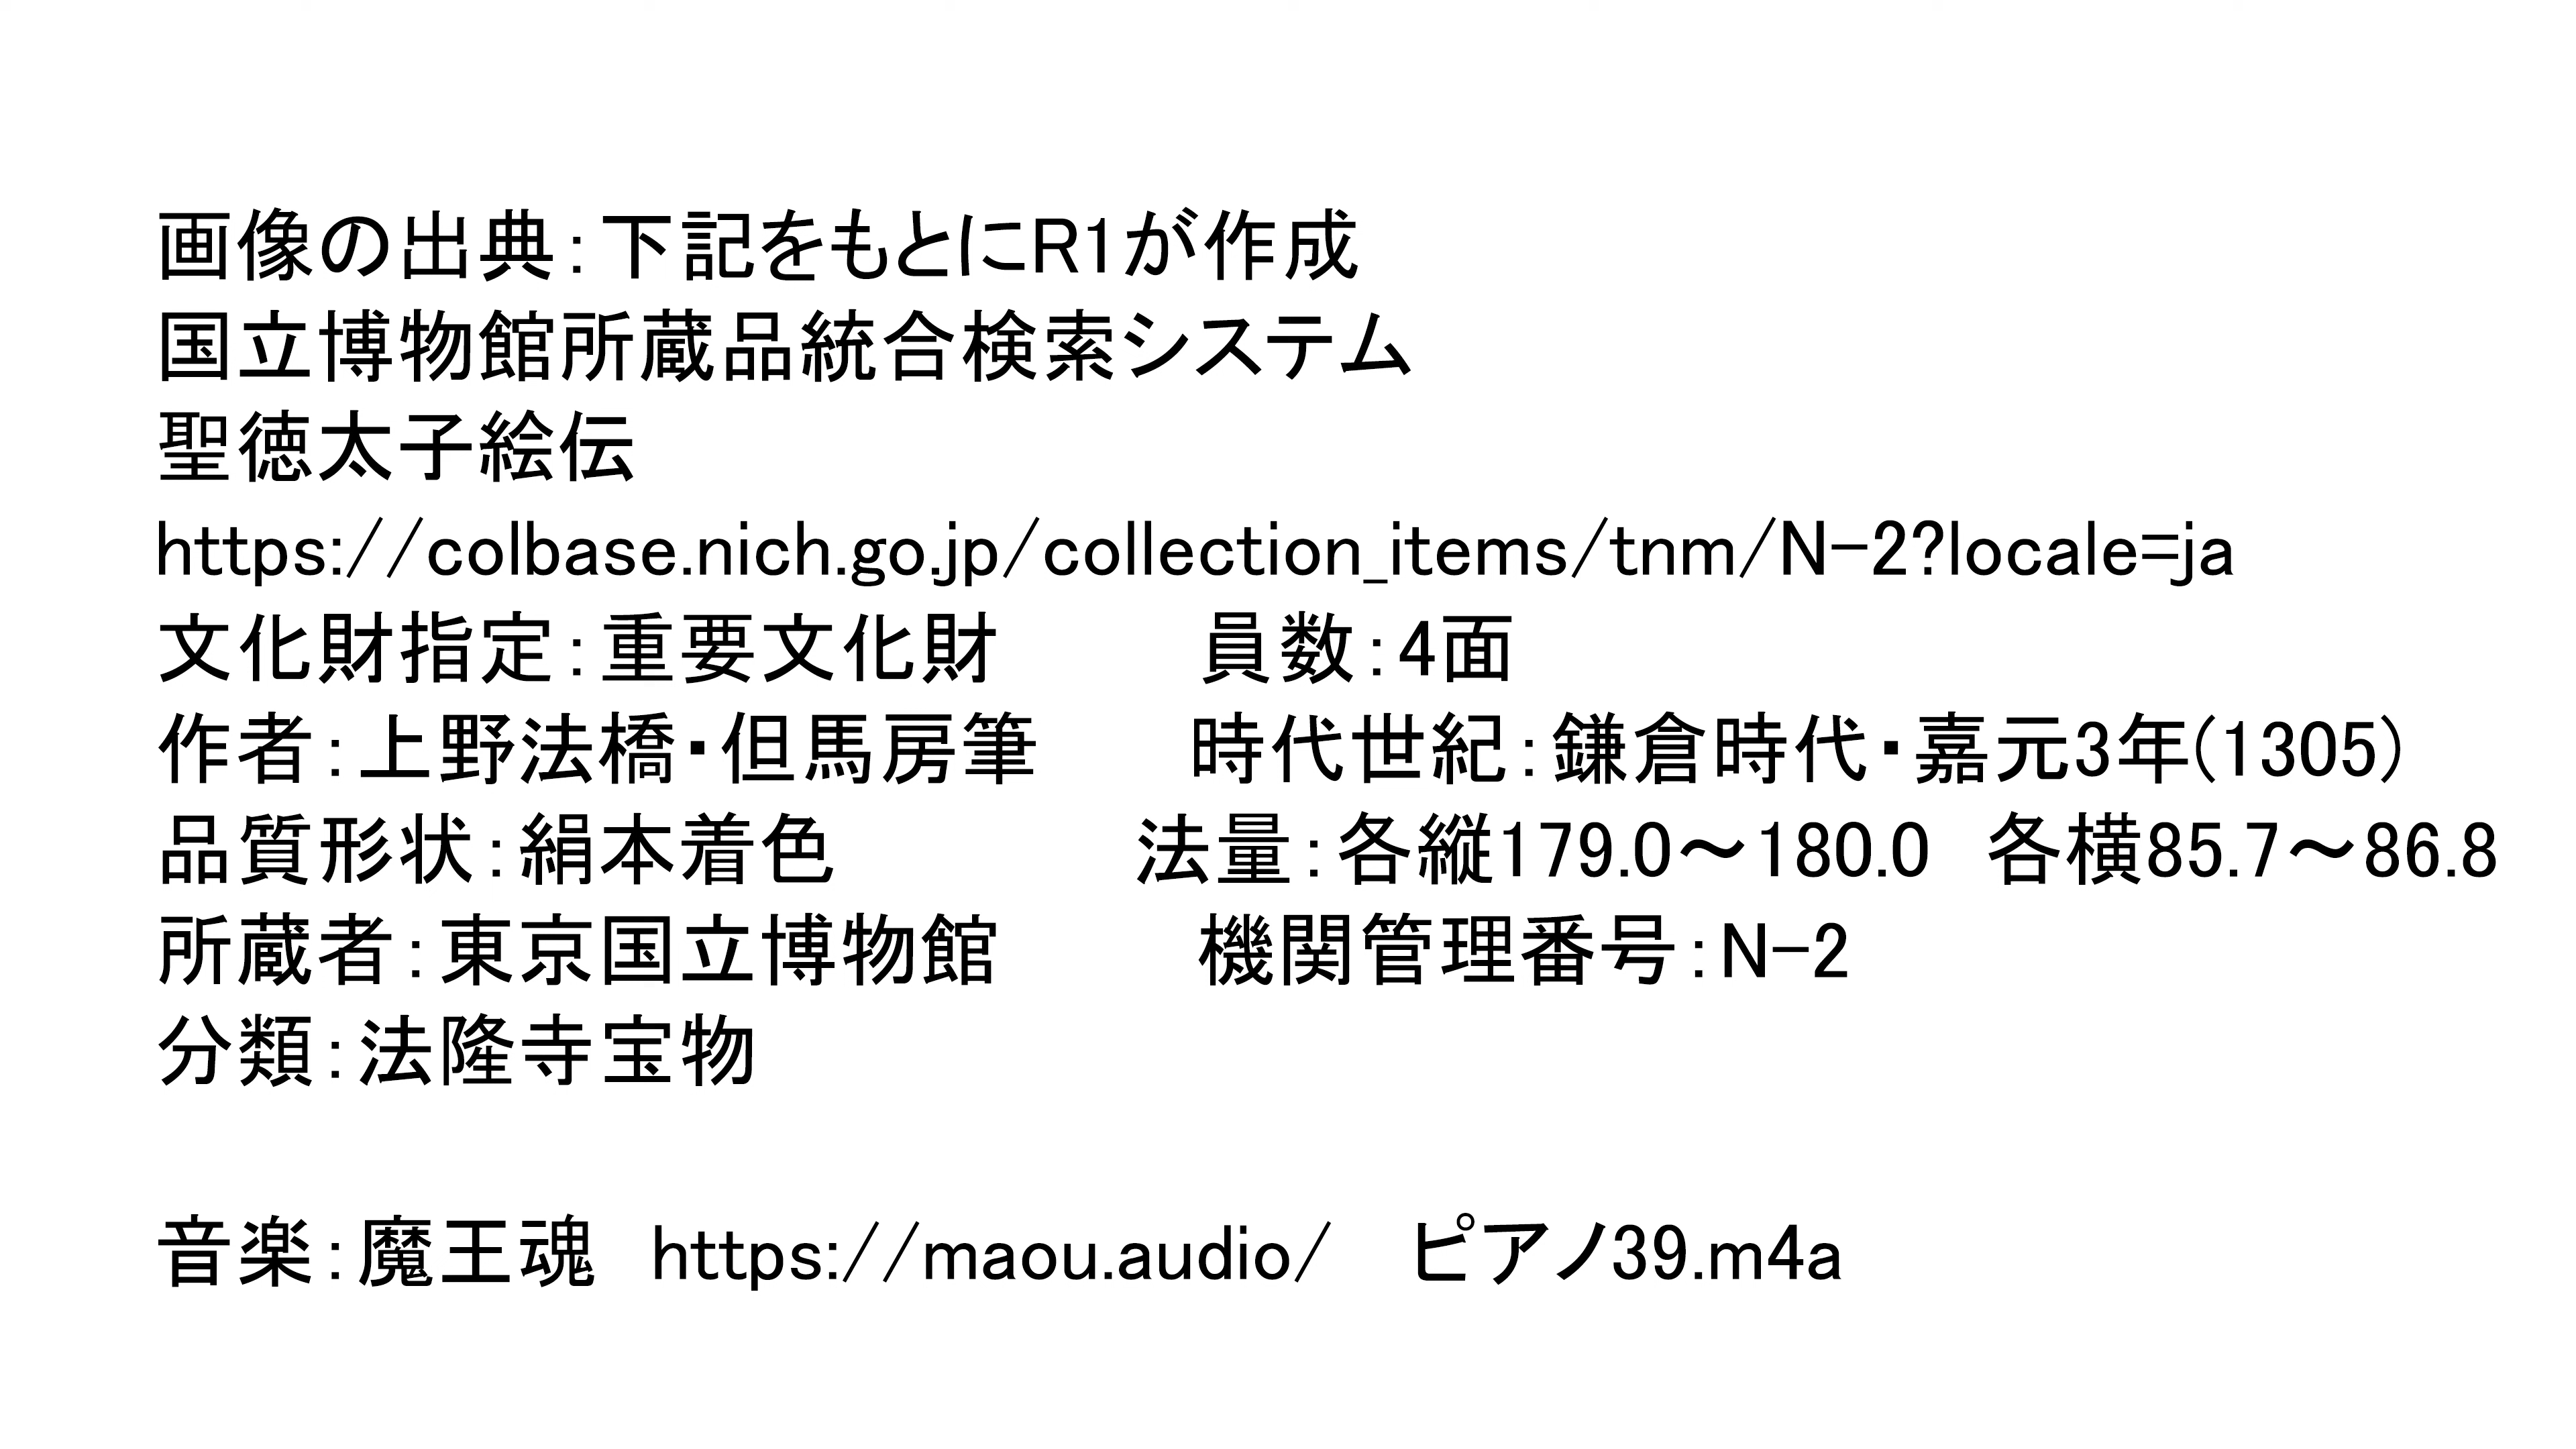 画像の出典：下記をもとにR1が作成
国立博物館所蔵品統合検索システム
聖徳太子絵伝
https://colbase.nich.go.jp/collection_items/tnm/N-2?locale=ja
文化財指定：重要文化財　　員数：4面
作者：上野法橋・但馬房筆　　時代世紀：鎌倉時代・嘉元3年(1305)
品質形状：絹本着色　　法量：各縦179.0～180.0　各横85.7～86.8
所蔵者：東京国立博物館　　機関管理番号：N-2
分類：法隆寺宝物
音楽：魔王魂　https://maou.audio/　ピアノ39.m4a